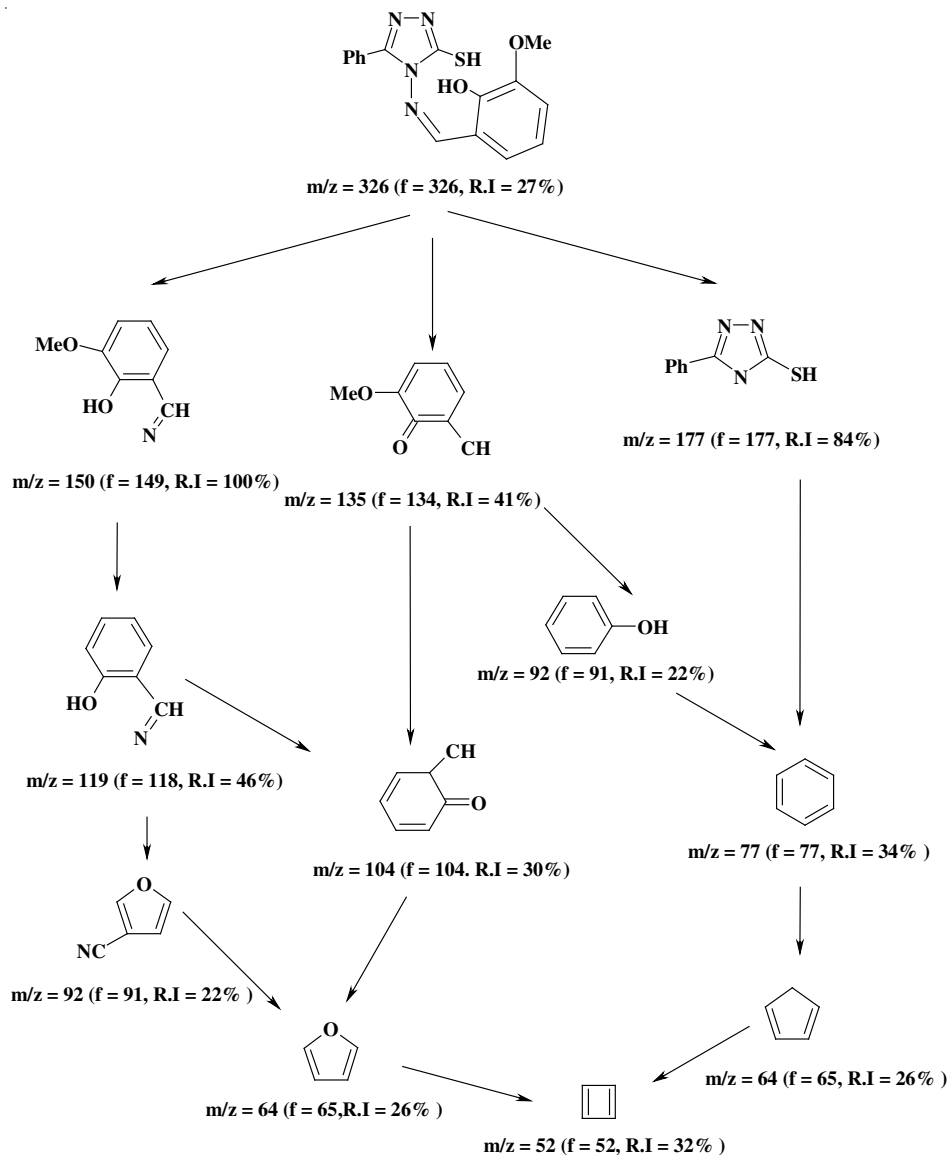 N N
Ph N SH
OMe
HO
N
m/z = 326 (f = 326, R.I = 27%)
MeO
HO CH
N
m/z = 150 (f = 149, R.I = 100%)
MeO
O CH
m/z = 135 (f = 134, R.I = 41%)
N N
Ph N SH
m/z = 177 (f = 177, R.I = 84%)
HO CH
N
m/z = 119 (f = 118, R.I = 46%)
OH
m/z = 92 (f = 91, R.I = 22%)
CH
O
m/z = 104 (f = 104. R.I = 30%)
m/z = 77 (f = 77, R.I = 34% )
O
NC
m/z = 92 (f = 91, R.I = 22% )
O
m/z = 64 (f = 65,R.I = 26% )
m/z = 64 (f = 65, R.I = 26% )
m/z = 52 (f = 52, R.I = 32% )